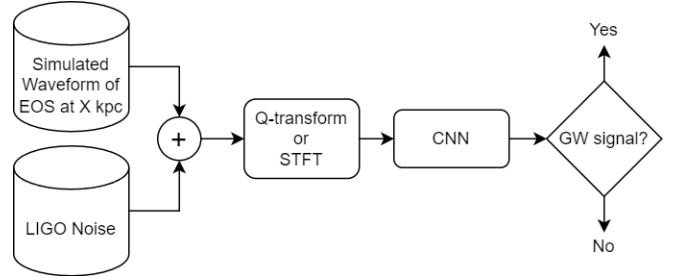 Simulated
Waveform of
EOS at X kpc
LIGO Noise
+
Q-transform
or
STFT
CNN
GW signal?
Yes
No